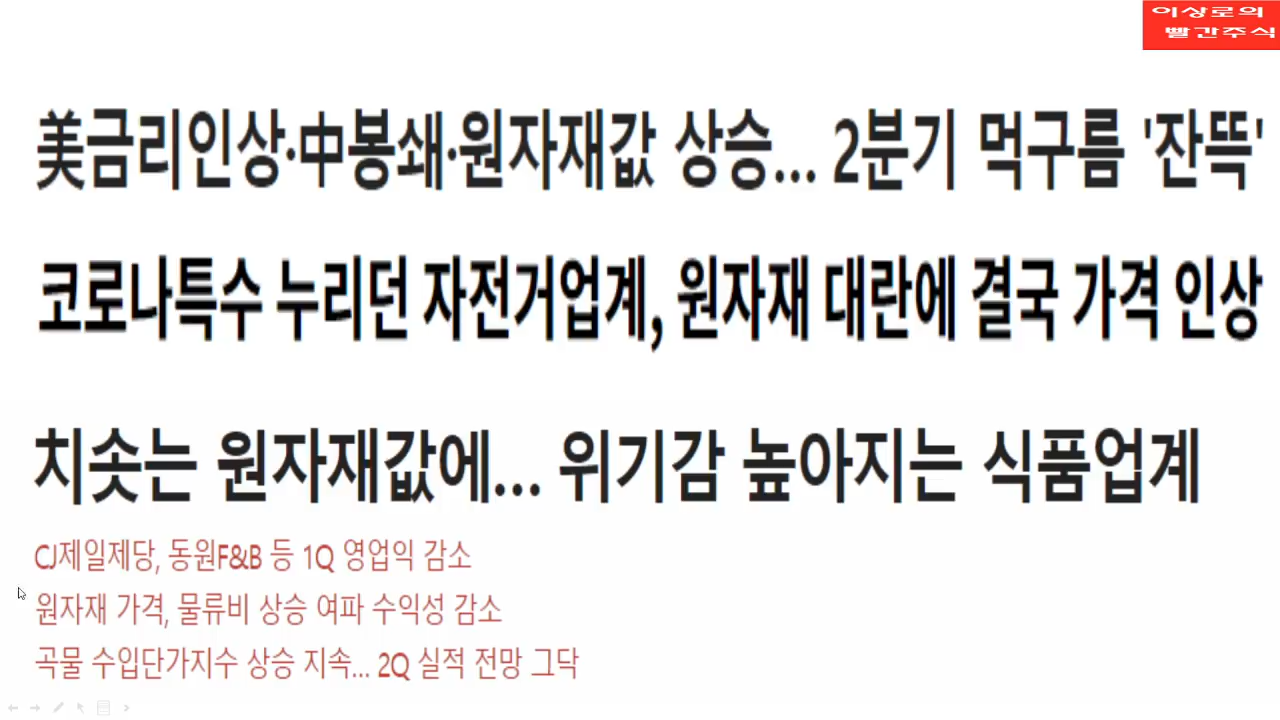 이상로의
빨간주식
美금리인상·中봉쇄·원자재값 상승... 2분기 먹구름 '잔뜩'
코로나특수 누리던 자전거업계, 원자재 대란에 결국 가격 인상
치솟는 원자재값에... 위기감 높아지는 식품업계
CJ제일제당, 동원F&B 등 1Q 영업익 감소
원자재 가격, 물류비 상승 여파 수익성 감소
곡물 수입단가지수 상승 지속... 2Q 실적 전망 그닥